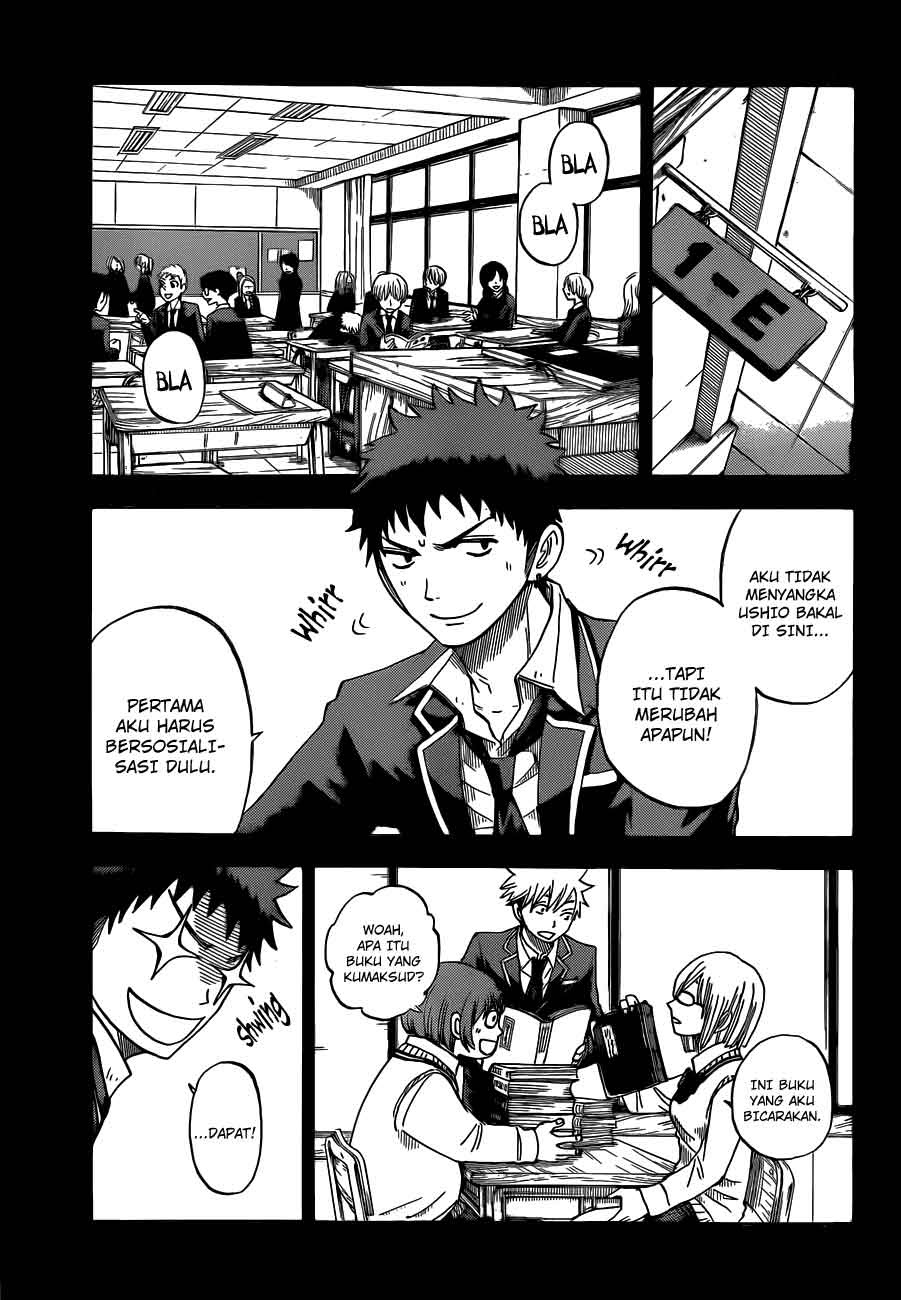 1-E
BLA
BLA
BLA
AKU TIDAK
MENYANGKA
USHIO BAKAL
DI SINI...
...TAPI
ITU TIDAK
MERUBAH
APAPUN!
Whirr
Whirr
PERTAMA
AKU HARUS
BERSOSIALI-
SASI DULU.
WOAH,
APA ITU
BUKU YANG
KUMAKSUD?
INI BUKU
YANG AKU
BICARAKAN.
Shwing
...DAPAT!